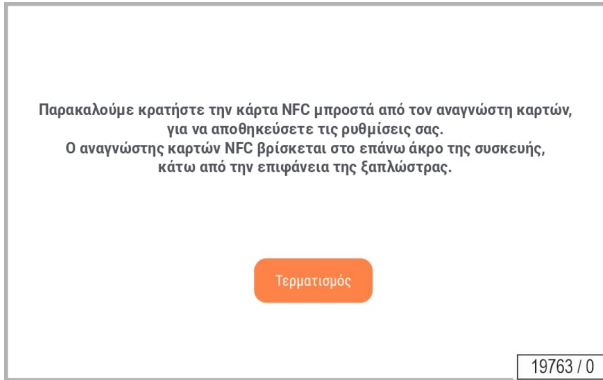 Παρακαλούμε κρατήστε την κάρτα NFC μπροστά από τον αναγνώστη καρτών,
για να αποθηκεύσετε τις ρυθμίσεις σας.
Ο αναγνώστης καρτών NFC βρίσκεται στο επάνω άκρο της συσκευής,
κάτω από την επιφάνεια της ξαπλώστρας.
Τερματισμός
19763 / 0